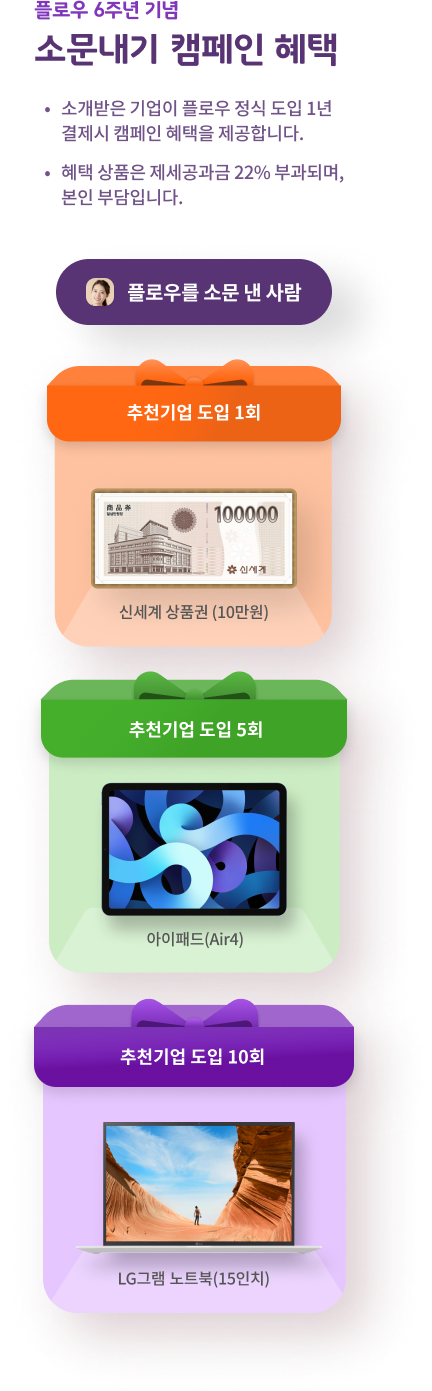 플로우 6주년 기념
소문내기 캠페인 혜택
• 소개받은 기업이 플로우 정식 도입 1년
결제시 캠페인 혜택을 제공합니다.
• 혜택 상품은 제세공과금 22% 부과되며,
본인 부담입니다.
플로우를 소문 낸 사람
추천기업 도입 1회
商品券
100000
신세계
신세계 상품권 (10만원)
추천기업 도입 5회
아이패드(Air4)
추천기업 도입 10회
LG그램 노트북(15인치)